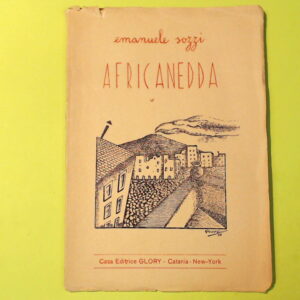 emanuele sozzi
AFRICANEDDA
Casa Editrice GLORY - Catania - New-York